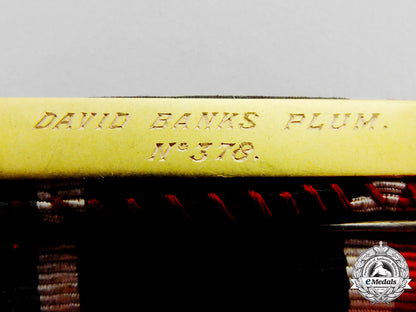 DAVID BANKS PLUM.
Nº 378.
eMedals